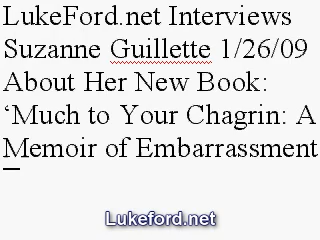 LukeFord.net Interviews
Suzanne Guillette 1/26/09
About Her New Book:
‘Much to Your Chagrin: A
Memoir of Embarrassment
Lukeford.net